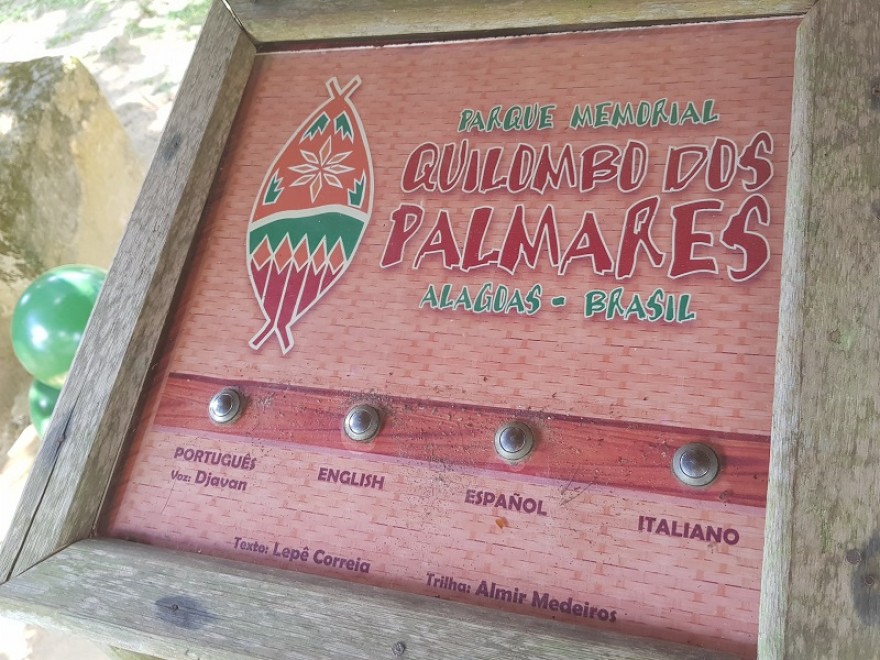 PARQUE MEMORIAL
QUILOMBO DOS
PALMARES
ALAGOAS - BRASIL
PORTUGUÊS
Voz: Djavan
ENGLISH
ESPAÑOL
ITALIANO
Texto: Lepê Correia
Trilha: Almir Medeiros